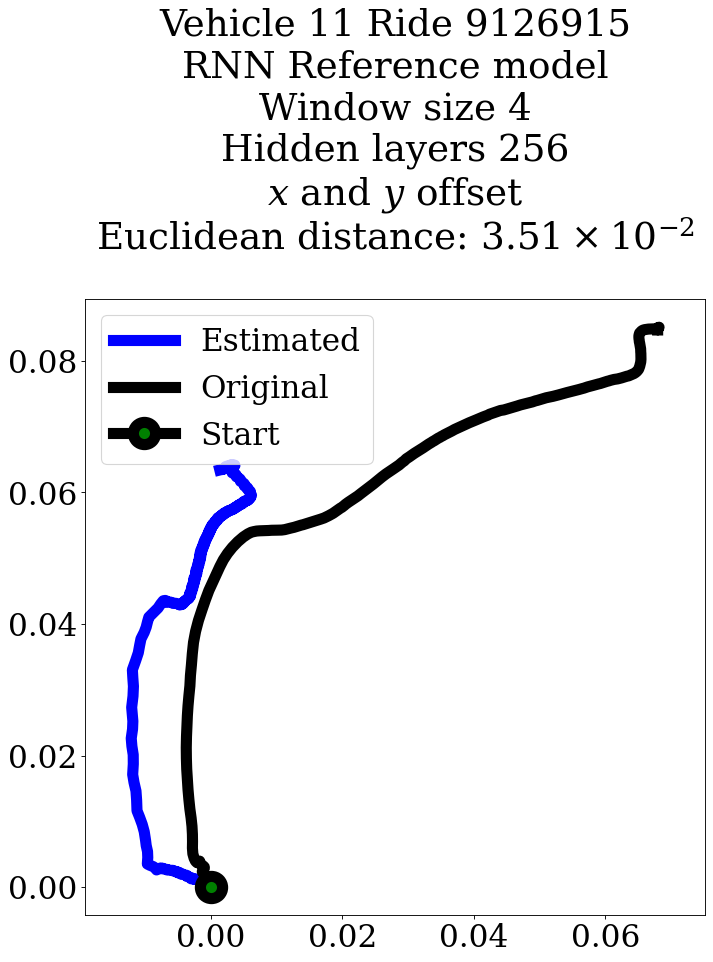 Vehicle 11 Ride 9126915
RNN Reference model
Window size 4
Hidden layers 256
x and y offset
Euclidean distance: 3.51 × 10⁻²
Estimated
Original
Start
0.08
0.06
0.04
0.02
0.00
0.00 0.02 0.04 0.06